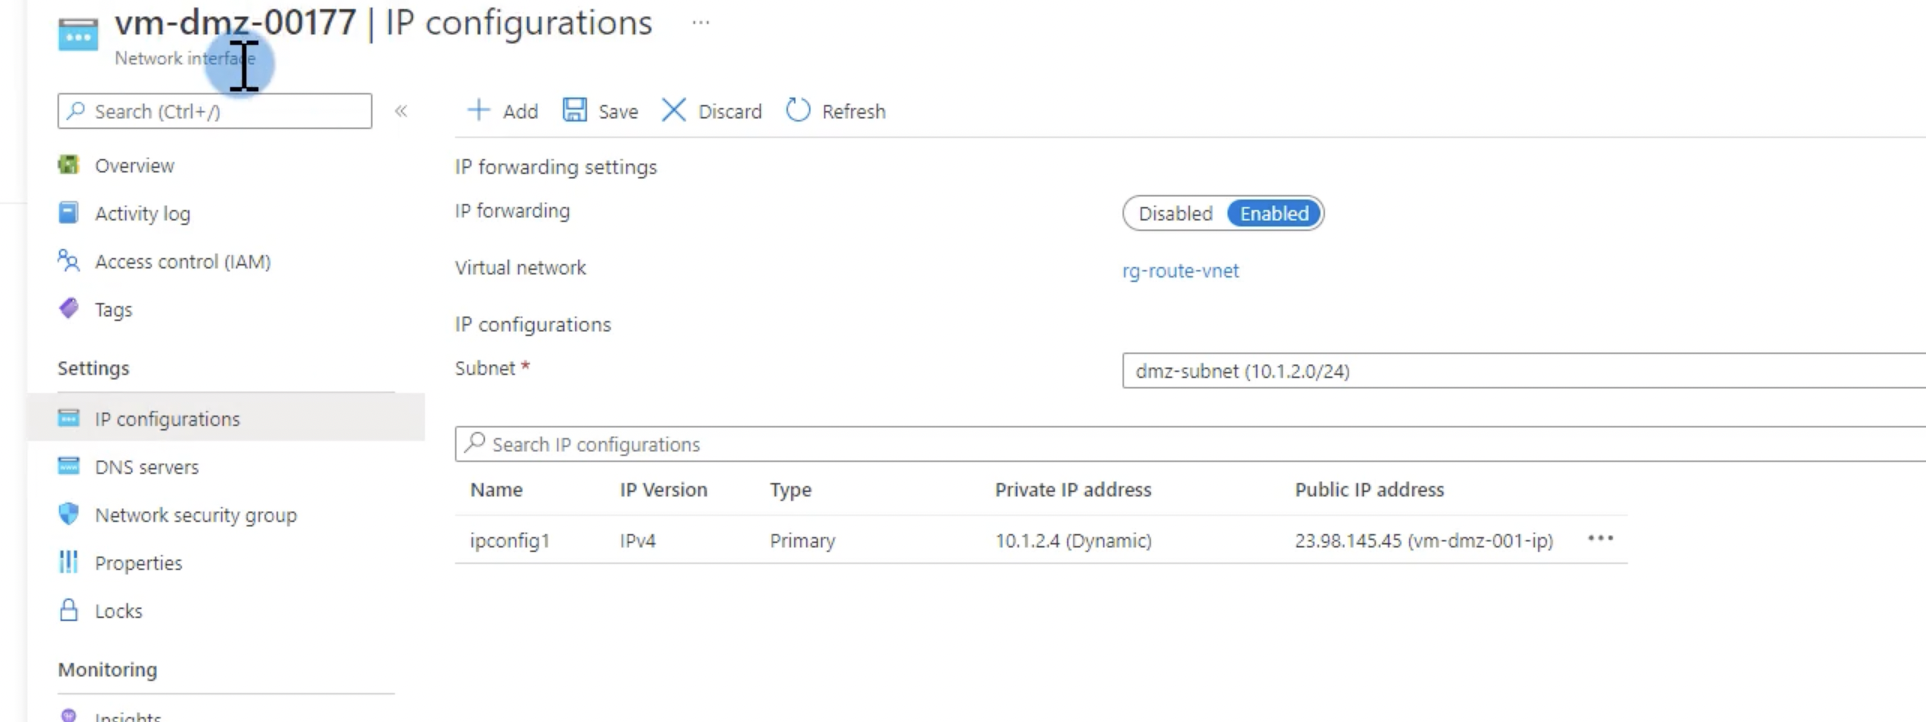 vm-dmz-00177 | IP configurations ...
Network interface
Search (Ctrl+/) «
Add Save Discard Refresh
Overview
Activity log
Access control (IAM)
Tags
Settings
IP configurations
DNS servers
Network security group
Properties
Locks
Monitoring
Insights
IP forwarding settings
IP forwarding Disabled Enabled
Virtual network rg-route-vnet
IP configurations
Subnet * dmz-subnet (10.1.2.0/24)
Search IP configurations
Name IP Version Type Private IP address Public IP address
ipconfig1 IPv4 Primary 10.1.2.4 (Dynamic) 23.98.145.45 (vm-dmz-001-ip) ...